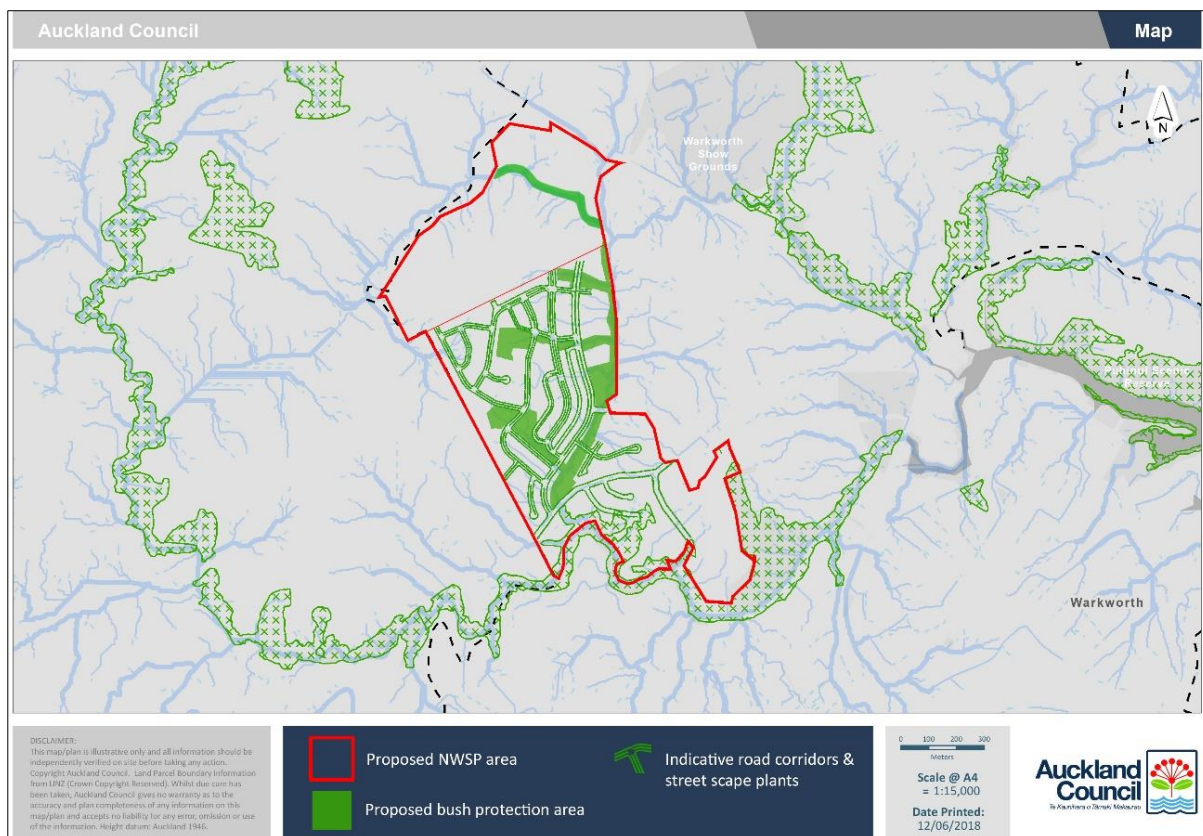 Auckland Council
Map
N
Warkworth
Show
Grounds
Reserve
Warkworth
DISCLAIMER:
This map/plan is illustrative only and all information should be
independently verified on site before taking any action.
Copyright Auckland Council. Land Parcel Boundary Information
from LINZ (Crown Copyright Reserved). Whilst due care has
been taken, Auckland Council gives no warranty as to the
accuracy and plan completeness of any information on this
map/plan and accepts no liability for any error, omission or use
of the information. Height datum: Auckland 1946.
Proposed NWSP area
Proposed bush protection area
Indicative road corridors &
street scape plants
0 100 200 300
Meters
Scale @ A4
= 1:15,000
Date Printed:
12/06/2018
Auckland
Council
Te Kaunihera o Tāmaki Makaurau